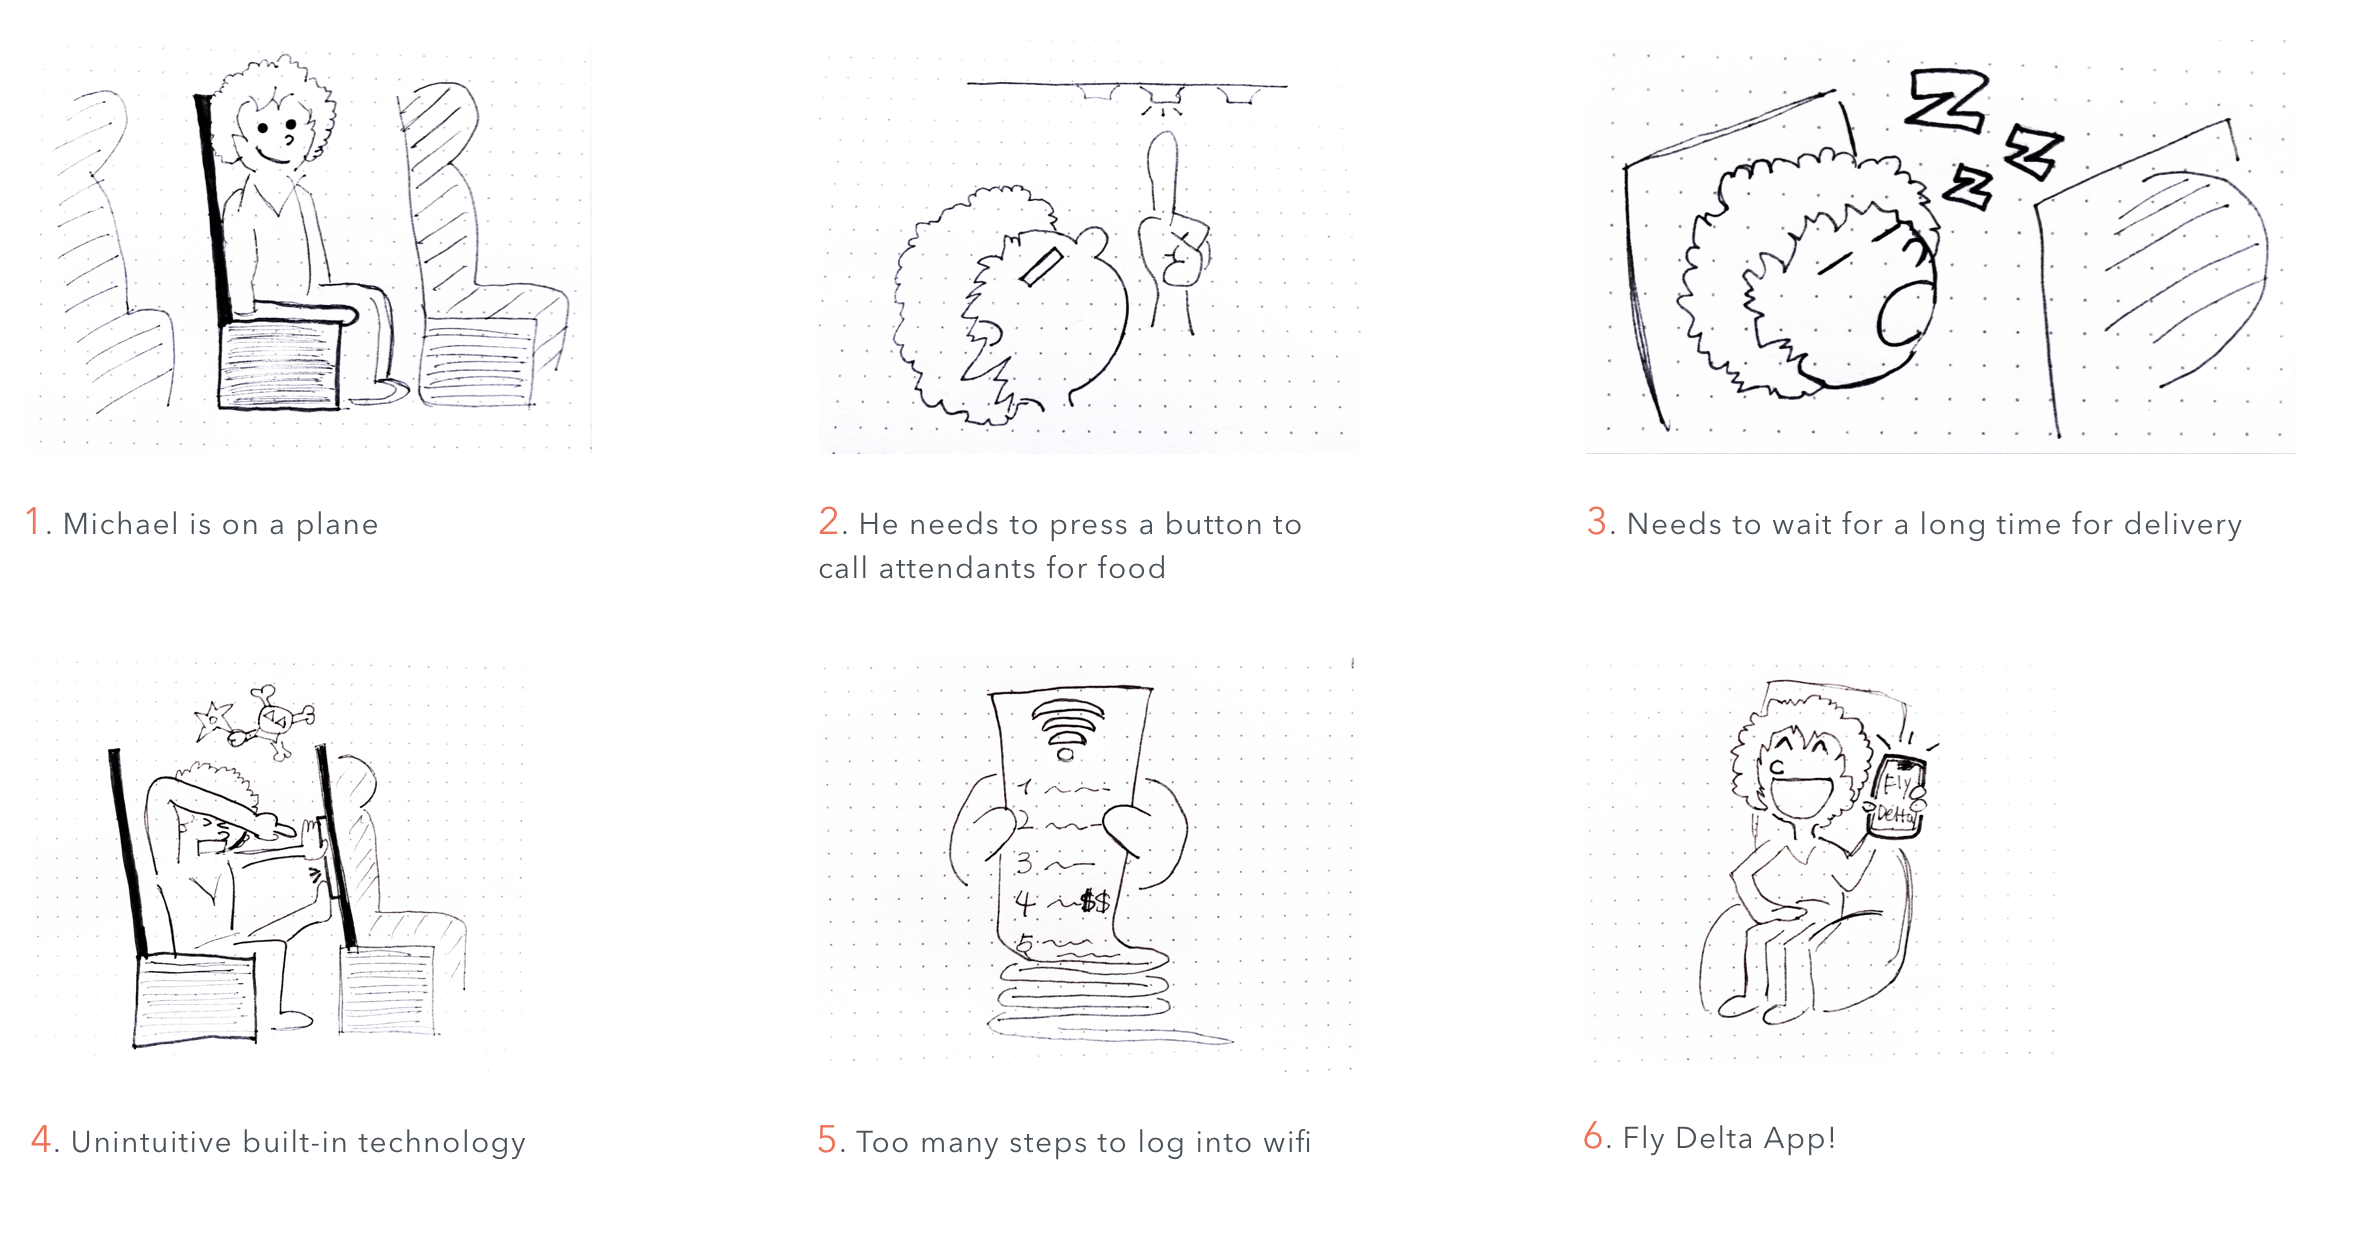 Z
Z
Z
1. Michael is on a plane
2. He needs to press a button to
call attendants for food
3. Needs to wait for a long time for delivery
1
2
3.
4 $$
5
Fly
Delta
4. Unintuitive built-in technology
5. Too many steps to log into wifi
6. Fly Delta App!